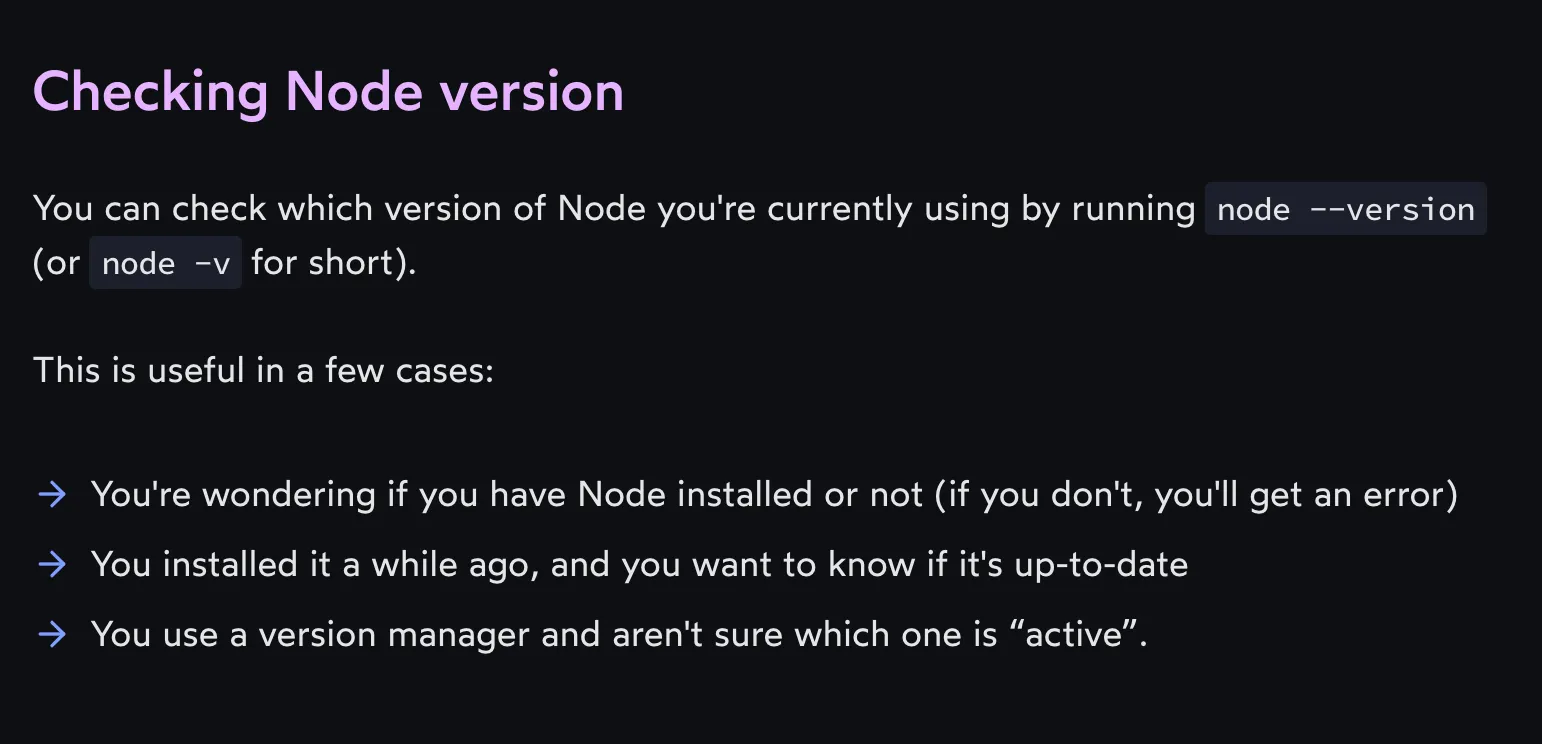 Checking Node version
You can check which version of Node you're currently using by running node --version
(or node -v for short).
This is useful in a few cases:
→ You're wondering if you have Node installed or not (if you don't, you'll get an error)
→ You installed it a while ago, and you want to know if it's up-to-date
→ You use a version manager and aren't sure which one is “active”.